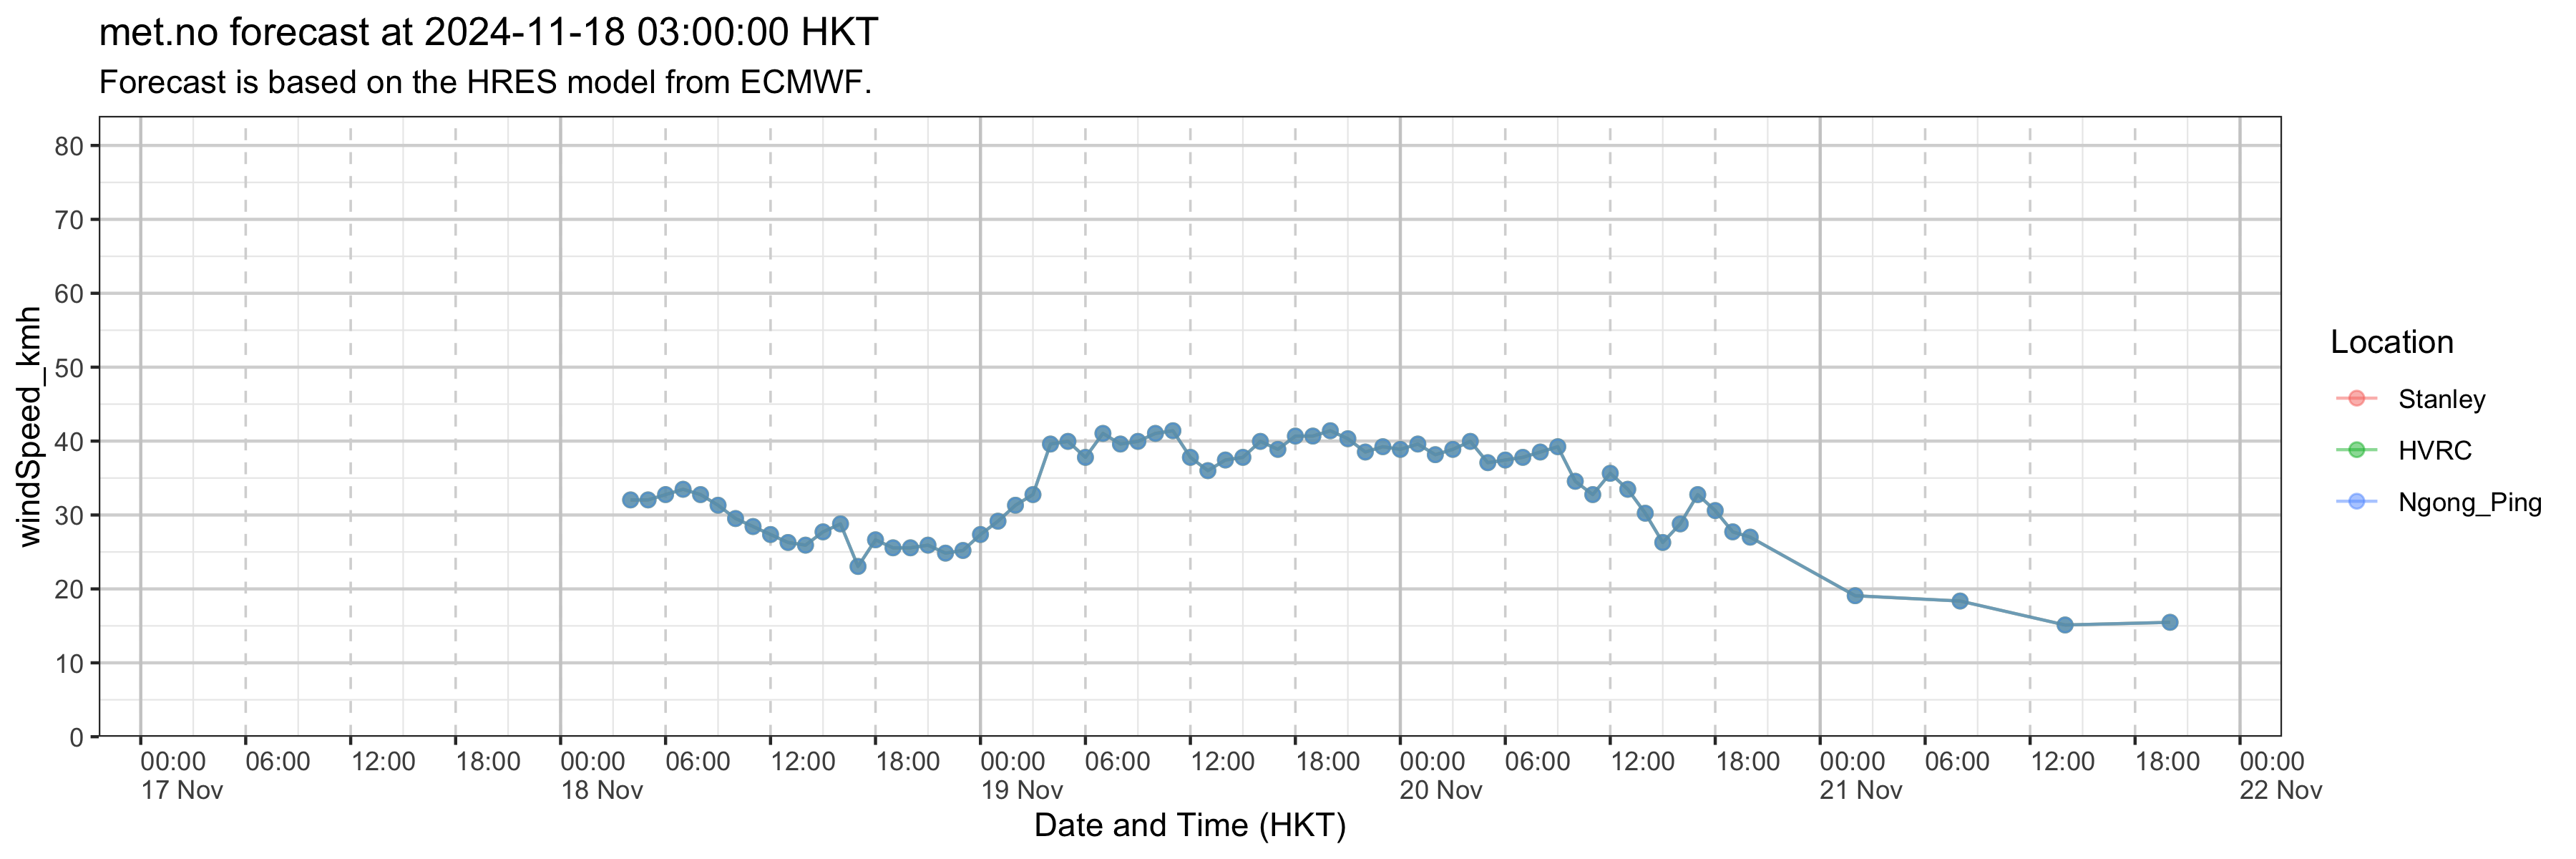 met.no forecast at 2024-11-18 03:00:00 HKT
Forecast is based on the HRES model from ECMWF.
windSpeed_kmh
80
70
60
50
40
30
20
10
0
00:00 06:00 12:00 18:00 00:00 06:00 12:00 18:00 00:00 06:00 12:00 18:00 00:00 06:00 12:00 18:00 00:00 06:00 12:00 18:00 00:00
17 Nov 18 Nov 19 Nov 20 Nov 21 Nov 22 Nov
Date and Time (HKT)
Location
Stanley
HVRC
Ngong_Ping